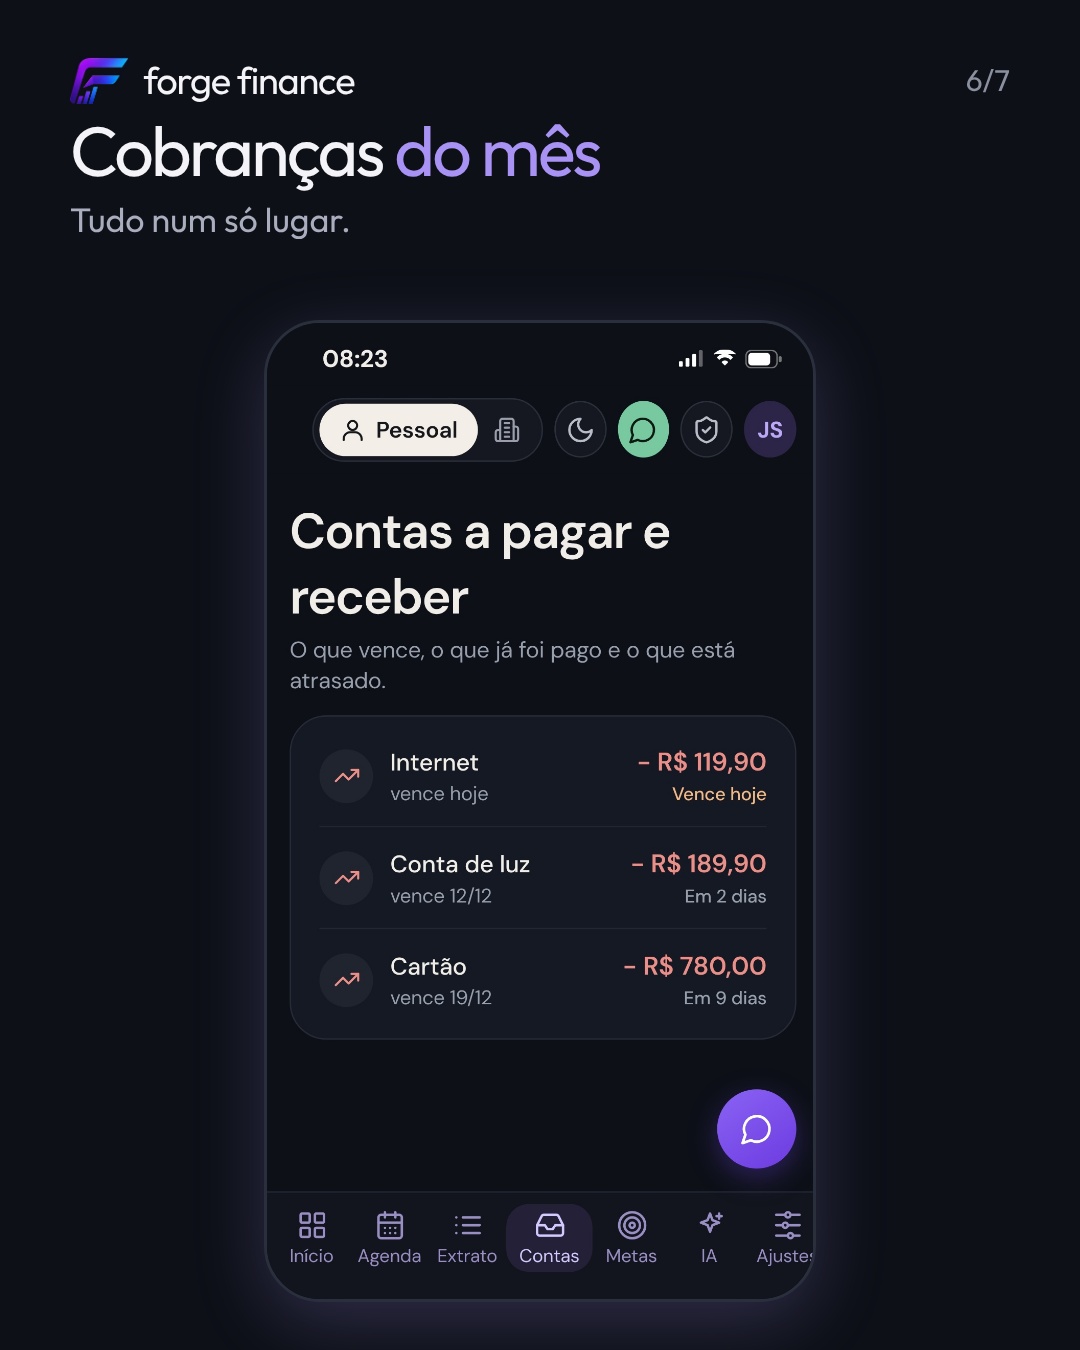 forge finance
6/7
Cobranças do mês
Tudo num só lugar.
08:23
Pessoal
JS
Contas a pagar e
receber
O que vence, o que já foi pago e o que está
atrasado.
Internet
- R$ 119,90
vence hoje
Vence hoje
Conta de luz
- R$ 189,90
vence 12/12
Em 2 dias
Cartão
- R$ 780,00
vence 19/12
Em 9 dias
Início
Agenda
Extrato
Contas
Metas
IA
Ajustes